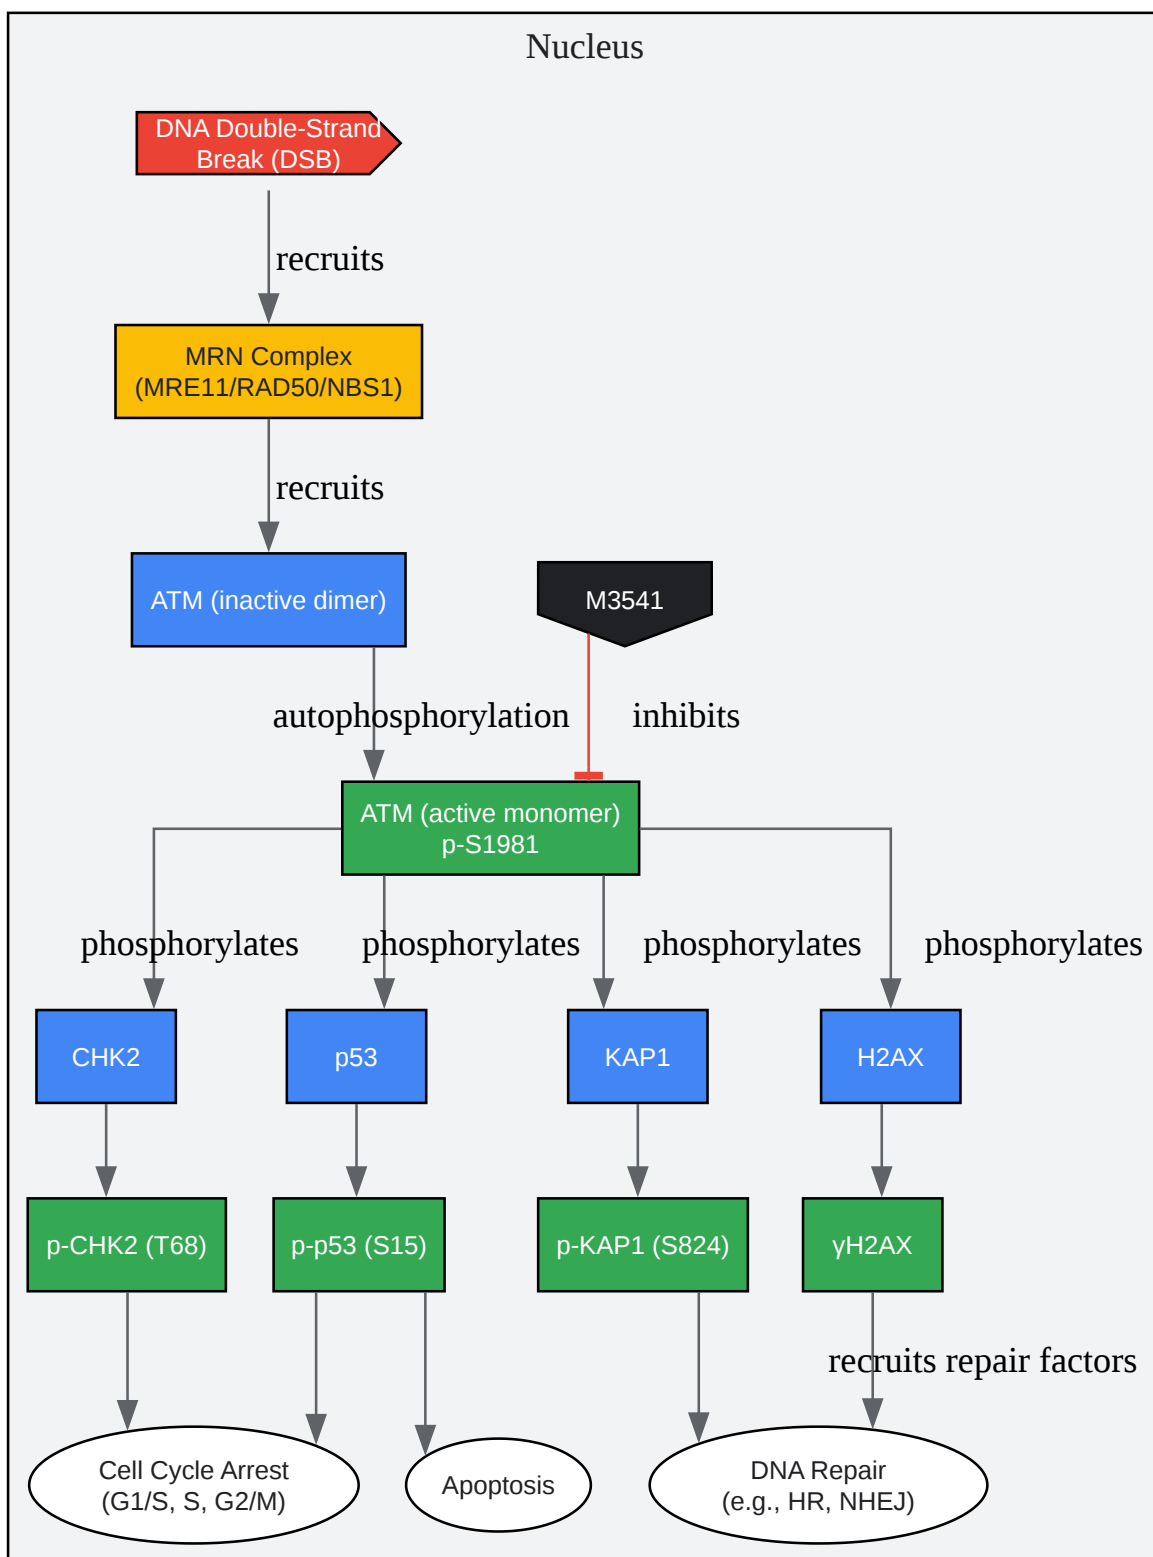 Nucleus
DNA Double-Strand
Break (DSB)
recruits
MRN Complex
(MRE11/RAD50/NBS1)
recruits
ATM (inactive dimer)
M3541
autophosphorylation
inhibits
ATM (active monomer)
p-S1981
phosphorylates
phosphorylates
phosphorylates
phosphorylates
CHK2
p53
KAP1
H2AX
p-CHK2 (T68)
p-p53 (S15)
p-KAP1 (S824)
γH2AX
recruits repair factors
Cell Cycle Arrest
(G1/S, S, G2/M)
Apoptosis
DNA Repair
(e.g., HR, NHEJ)